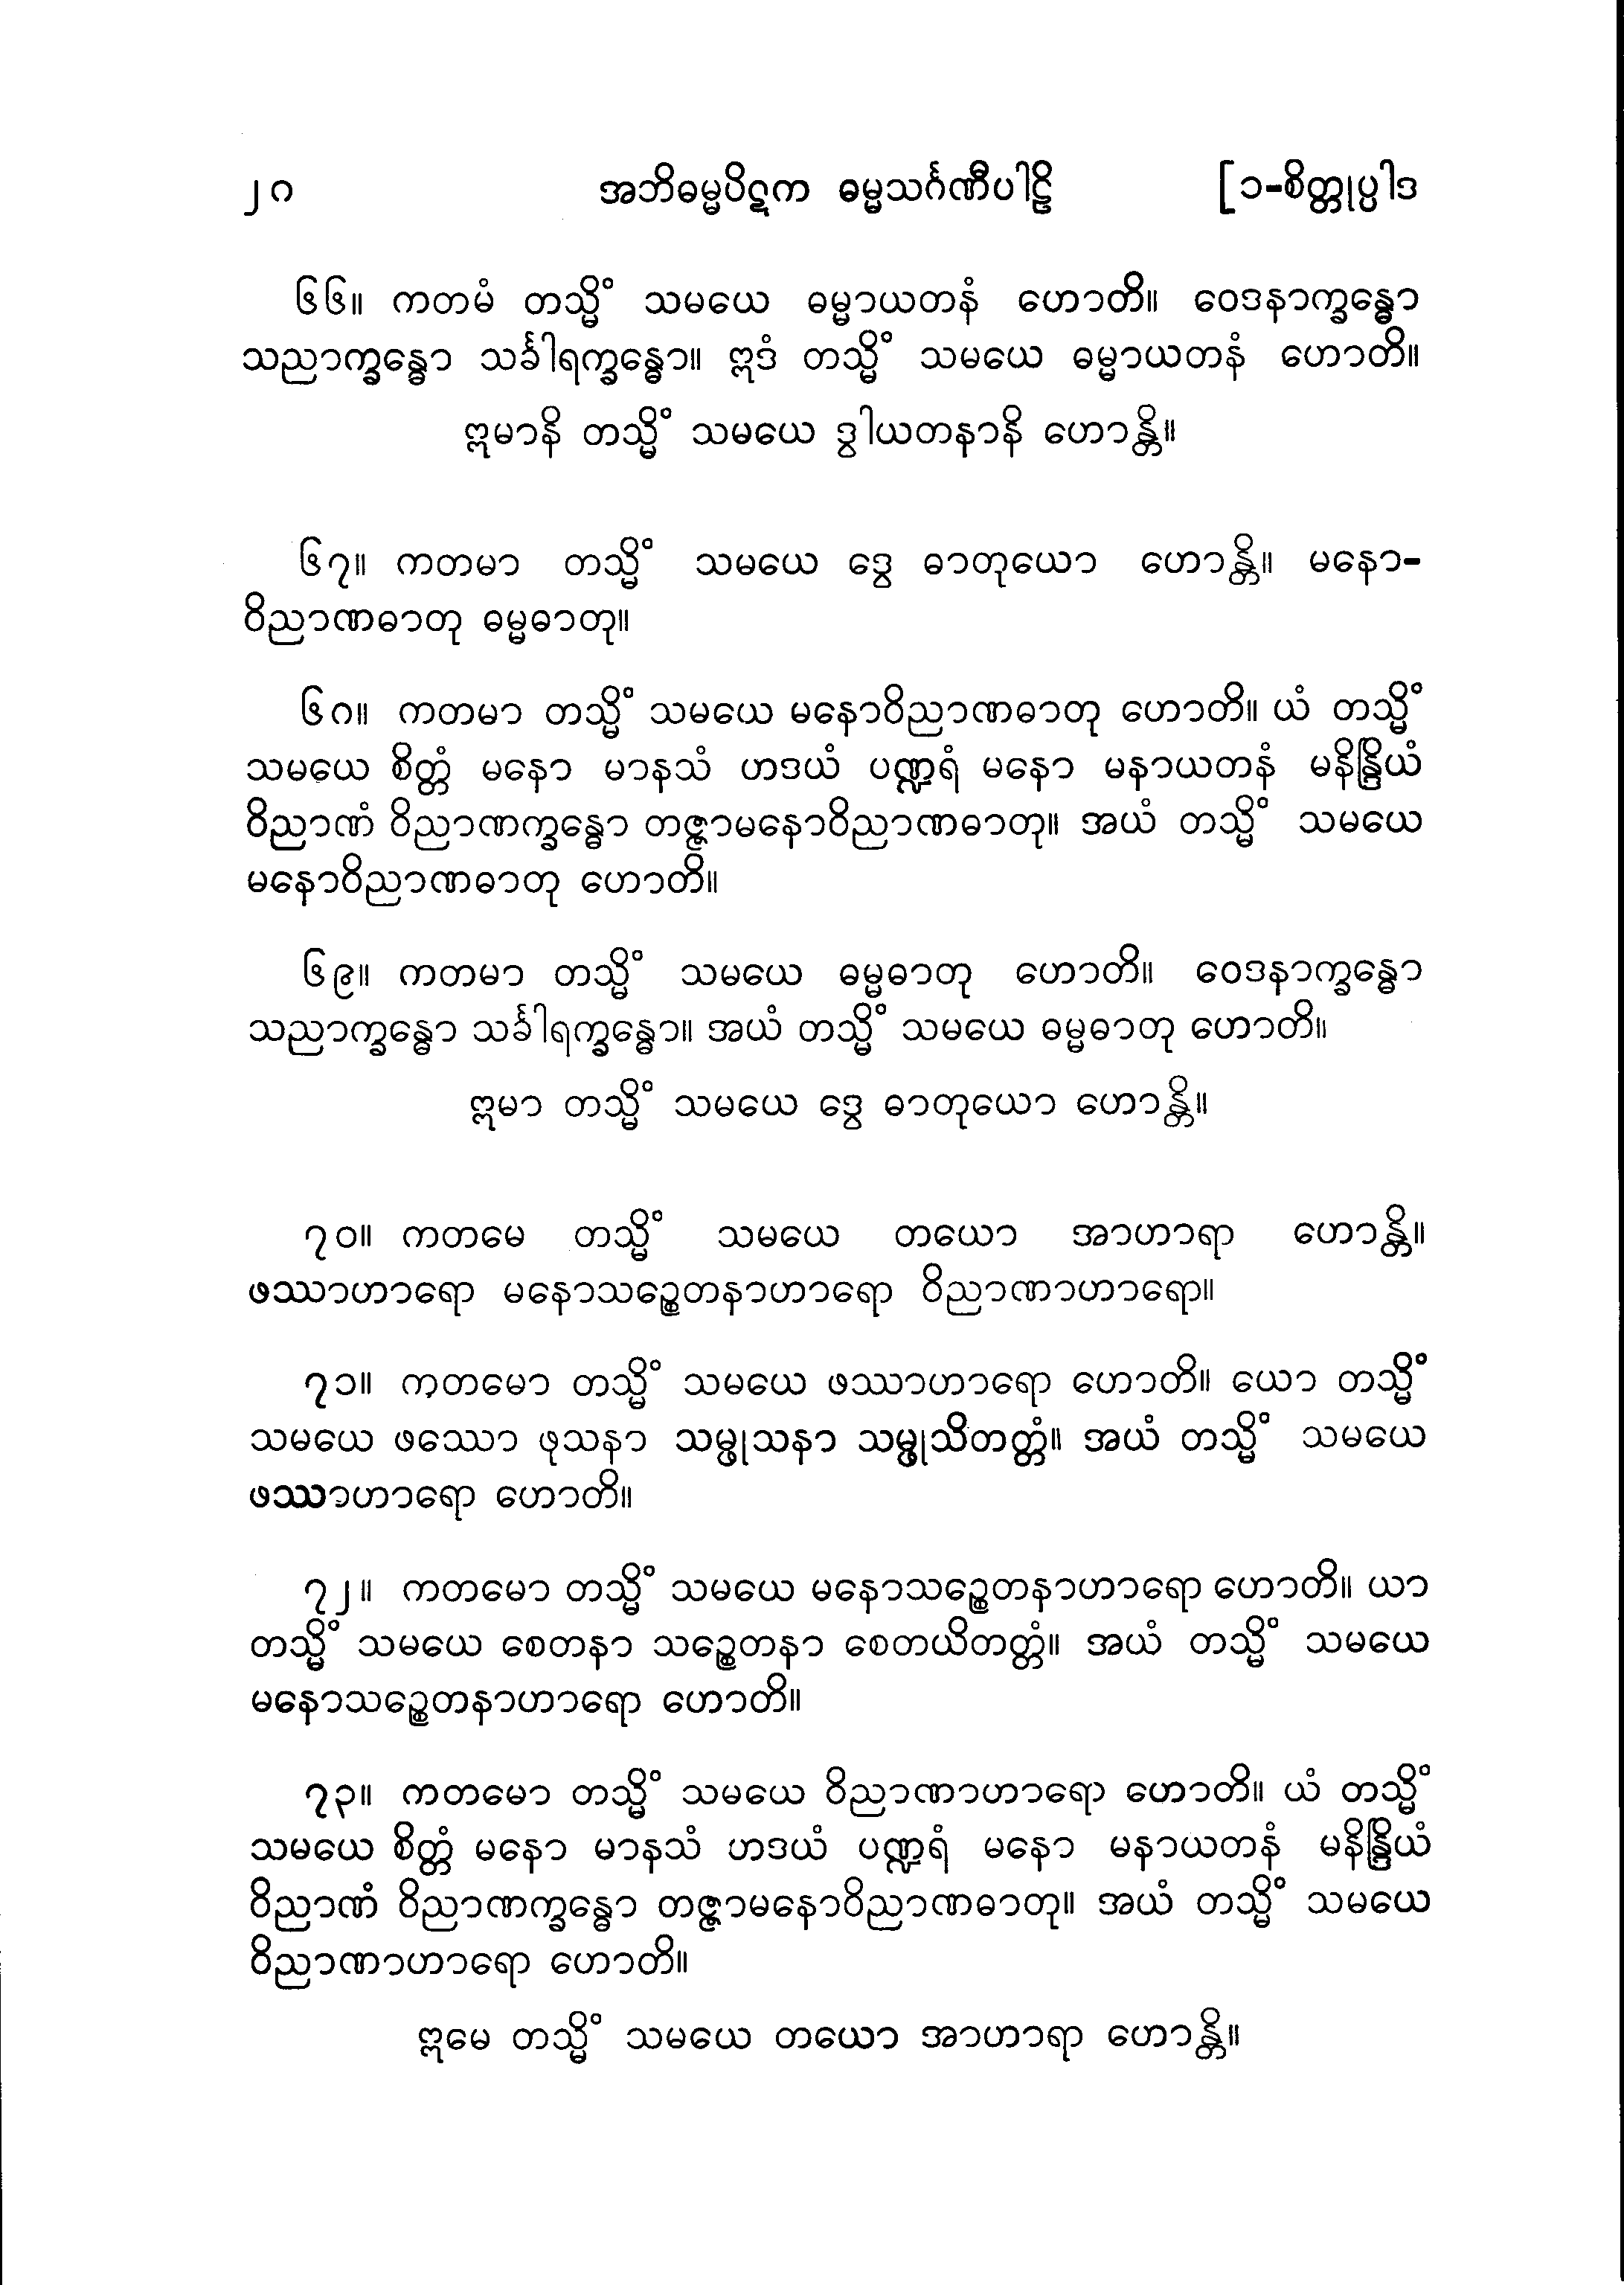 ၂ဂ အဘိဓမ္မပိဋက ဓမ္မသင်္ဂဏီပါဠိ [၁-စိတ္တုပ္ပါဒ
၆၆။ ကတမံ တသ္မိံ သမယေ ဓမ္မာယတနံ ဟောတိ။ ဝေဒနာက္ခန္ဓော
သညာက္ခန္ဓော သင်္ခါရက္ခန္ဓော။ ဣဒံ တသ္မိံ သမယေ ဓမ္မာယတနံ ဟောတိ။
ဣမာနိ တသ္မိံ သမယေ ဒွါယတနာနိ ဟောန္တိ။
၆၇။ ကတမာ တသ္မိံ သမယေ ဒွေ ဓာတုယော ဟောန္တိ။ မနော-
ဝိညာဏဓာတု ဓမ္မဓာတု။
၆၈။ ကတမာ တသ္မိံ သမယေ မနောဝိညာဏဓာတု ဟောတိ။ ယံ တသ္မိံ
သမယေ စိတ္တံ မနော မာနသံ ဟဒယံ ပဏ္ဍရံ မနော မနာယတနံ မနိန္ဒြိယံ
ဝိညာဏံ ဝိညာဏက္ခန္ဓော တဇ္ဇာမနောဝိညာဏဓာတု။ အယံ တသ္မိံ သမယေ
မနောဝိညာဏဓာတု ဟောတိ။
၆၉။ ကတမာ တသ္မိံ သမယေ ဓမ္မဓာတု ဟောတိ။ ဝေဒနာက္ခန္ဓော
သညာက္ခန္ဓော သင်္ခါရက္ခန္ဓော။ အယံ တသ္မိံ သမယေ ဓမ္မဓာတု ဟောတိ။
ဣမာ တသ္မိံ သမယေ ဒွေ ဓာတုယော ဟောန္တိ။
၇၀။ ကတမေ တသ္မိံ သမယေ တယော အာဟာရာ ဟောန္တိ။
ဖဿာဟာရော မနောသဉ္စေတနာဟာရော ဝိညာဏာဟာရော။
၇၁။ ကတမော တသ္မိံ သမယေ ဖဿာဟာရော ဟောတိ။ ယော တသ္မိံ
သမယေ ဖဿော ဖုသနာ သမ္ဖုသနာ သမ္ဖုသိတတ္တံ။ အယံ တသ္မိံ သမယေ
ဖဿာဟာရော ဟောတိ။
၇၂။ ကတမော တသ္မိံ သမယေ မနောသဉ္စေတနာဟာရော ဟောတိ။ ယာ
တသ္မိံ သမယေ စေတနာ သဉ္စေတနာ စေတယိတတ္တံ။ အယံ တသ္မိံ သမယေ
မနောသဉ္စေတနာဟာရော ဟောတိ။
၇၃။ ကတမော တသ္မိံ သမယေ ဝိညာဏာဟာရော ဟောတိ။ ယံ တသ္မိံ
သမယေ စိတ္တံ မနော မာနသံ ဟဒယံ ပဏ္ဍရံ မနော မနာယတနံ မနိန္ဒြိယံ
ဝိညာဏံ ဝိညာဏက္ခန္ဓော တဇ္ဇာမနောဝိညာဏဓာတု။ အယံ တသ္မိံ သမယေ
ဝိညာဏာဟာရော ဟောတိ။
ဣမေ တသ္မိံ သမယေ တယော အာဟာရာ ဟောန္တိ။